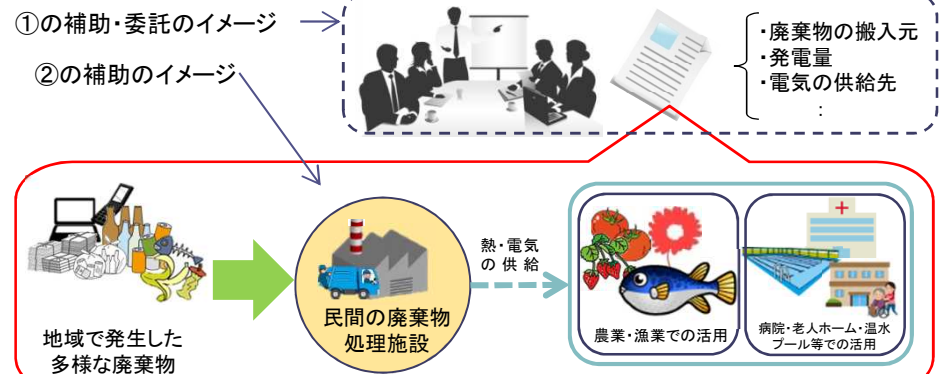 ①の補助・委託のイメージ
②の補助のイメージ
・廃棄物の搬入元
・発電量
・電気の供給先
：
地域で発生した
多様な廃棄物
民間の廃棄物
処理施設
熱・電気
の 供 給
農業・漁業での活用
病院・老人ホーム・温水
プール等での活用